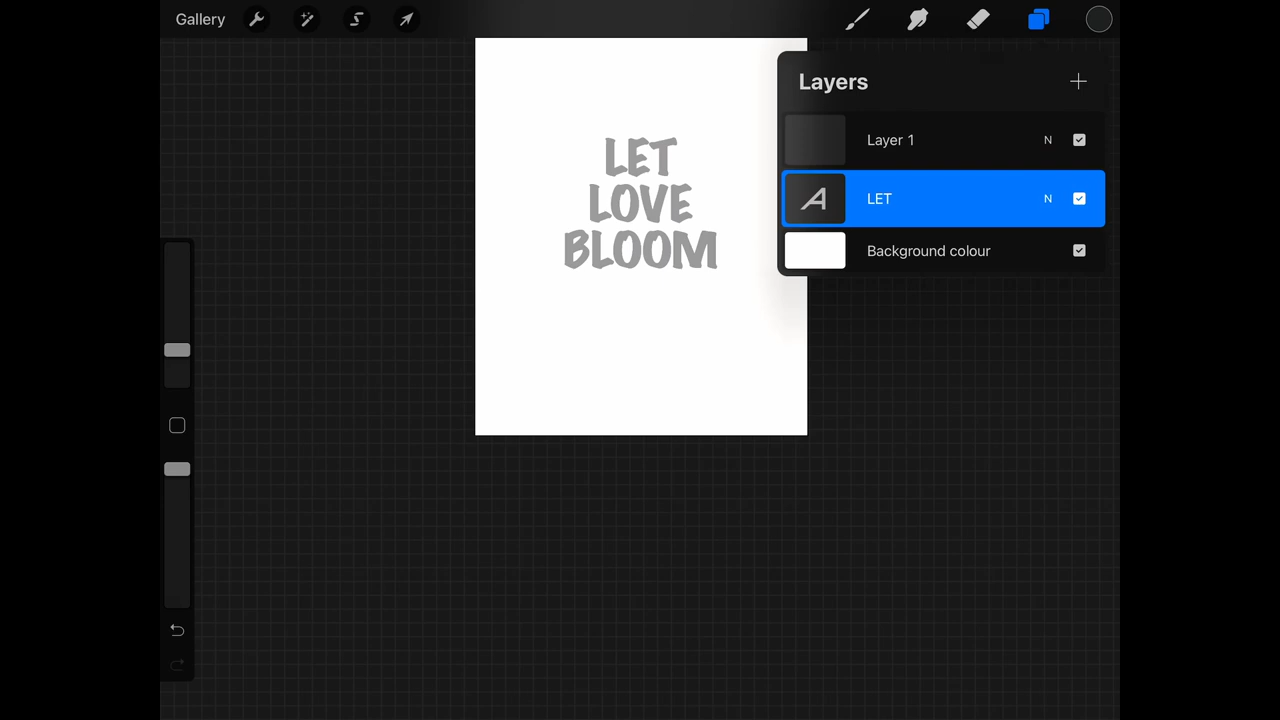 Gallery
Layers
Layer 1 N
LET N
Background colour
LET
LOVE
BLOOM